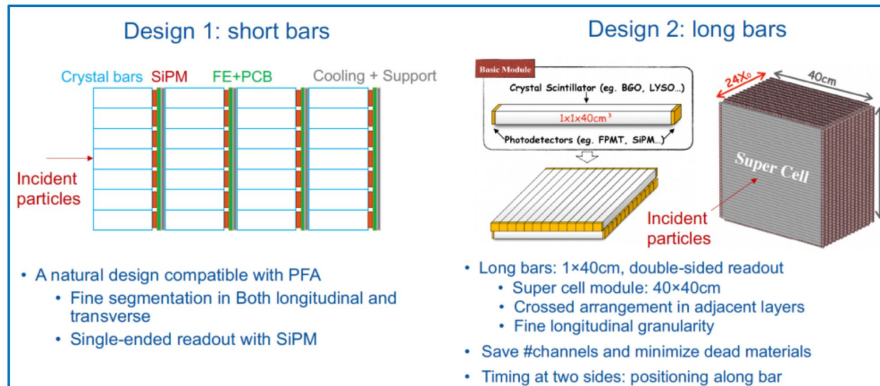 Design 1: short bars
Crystal bars SiPM FE+PCB Cooling + Support
Incident
particles
• A natural design compatible with PFA
• Fine segmentation in Both longitudinal and
transverse
• Single-ended readout with SiPM
Design 2: long bars
Basic Module
Crystal Scintillator (eg. BGO, LYSO...)
1x1x40cm³
Photodetectors (eg. FPMT, SiPM...)
24X₀
40cm
Super Cell
Incident
particles
• Long bars: 1×40cm, double-sided readout
• Super cell module: 40×40cm
• Crossed arrangement in adjacent layers
• Fine longitudinal granularity
• Save #channels and minimize dead materials
• Timing at two sides: positioning along bar